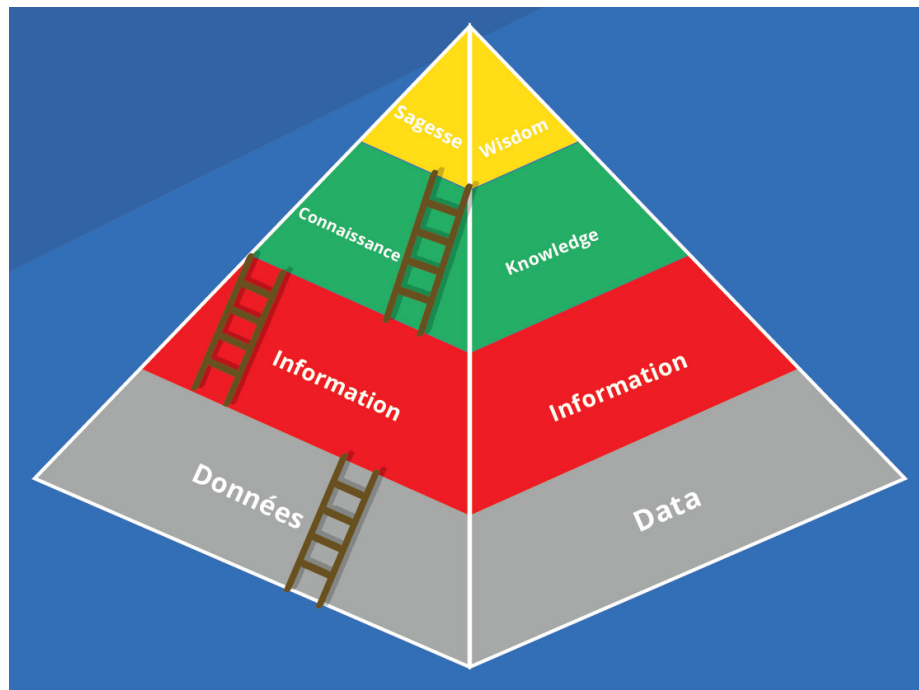 Sagesse
Wisdom
Connaissance
Knowledge
Information
Information
Données
Data